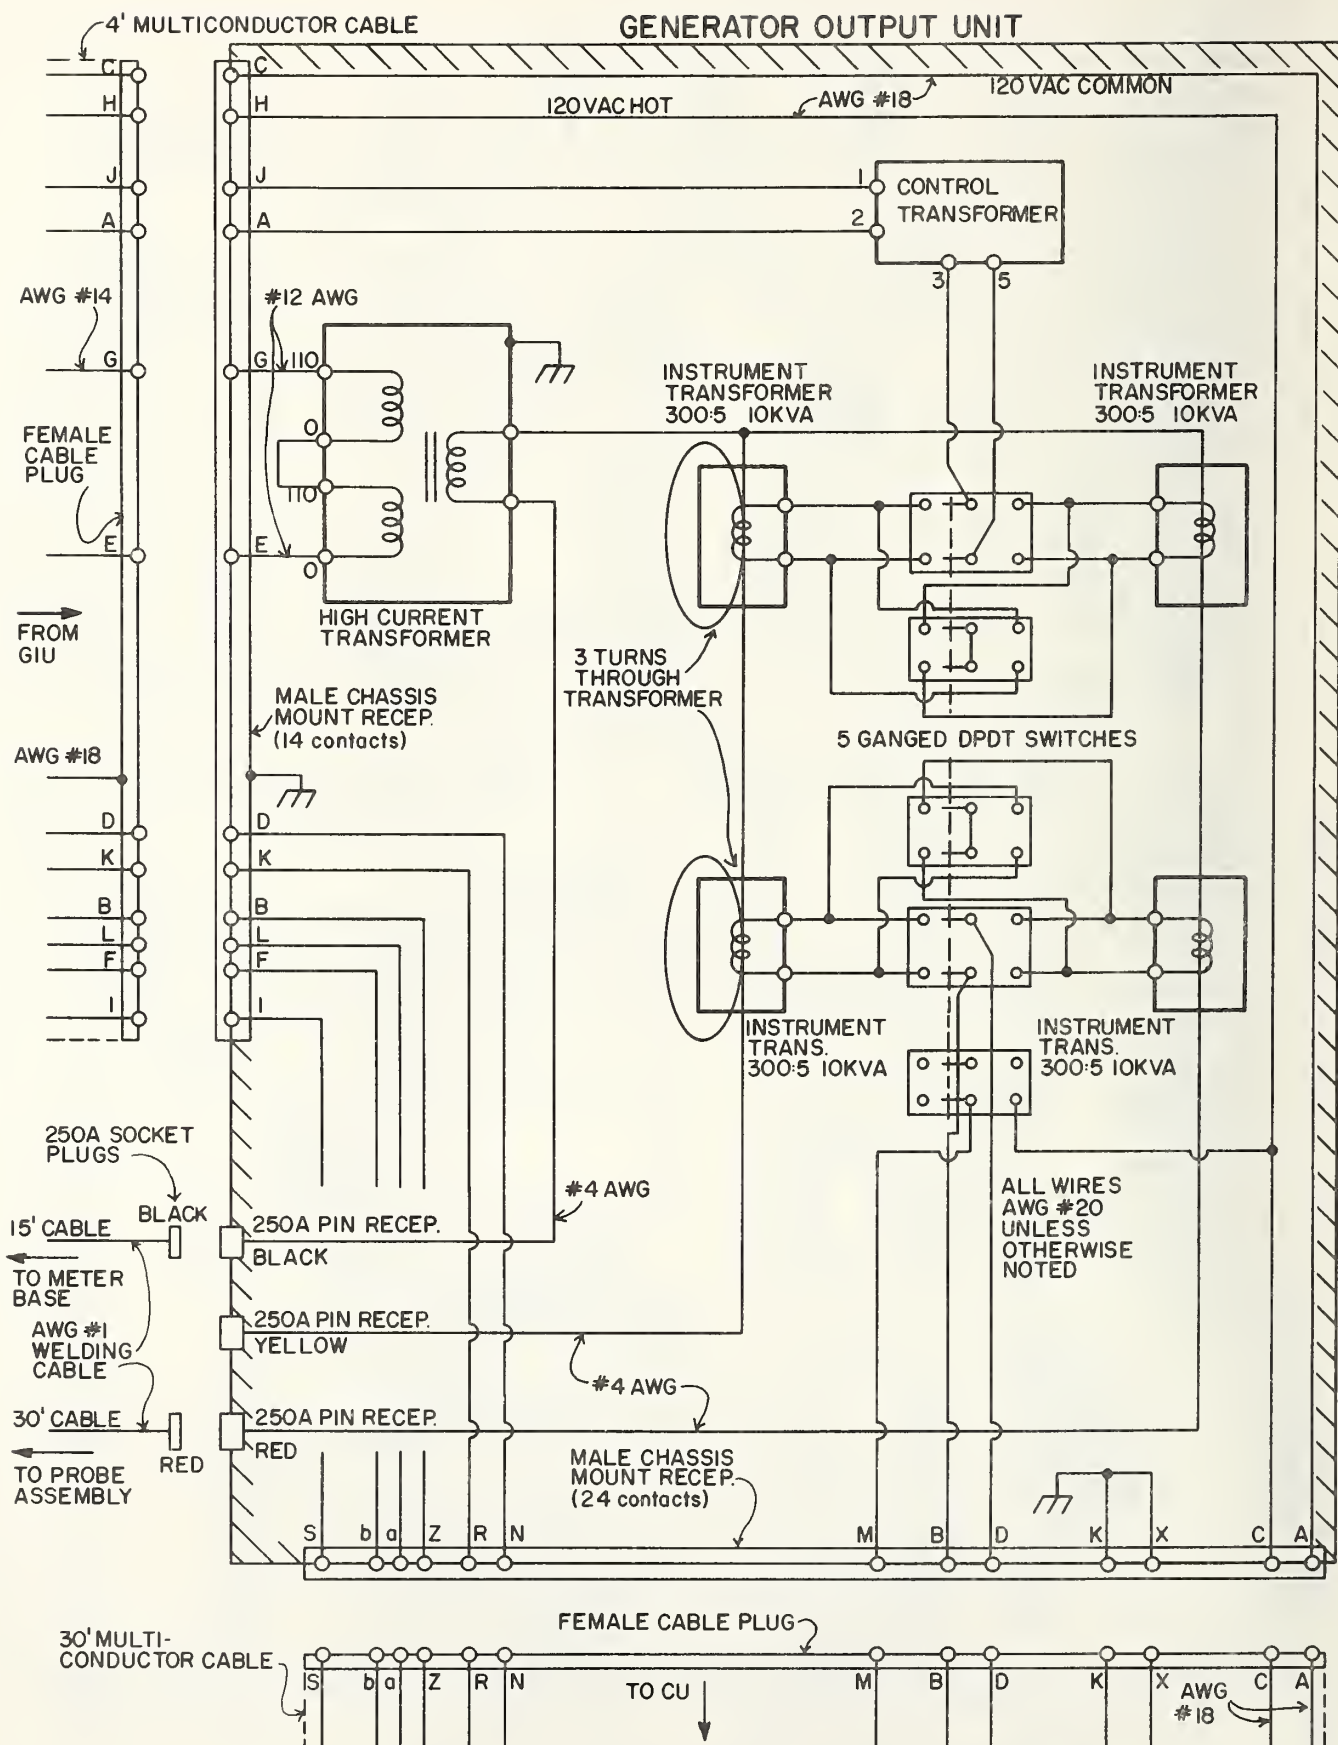 4' MULTICONDUCTOR CABLE
GENERATOR OUTPUT UNIT
C
C
120 VAC COMMON
H
H
120 VAC HOT
AWG #18
J
J
1
CONTROL
TRANSFORMER
A
A
2
3
5
AWG #14
#12 AWG
G
G
110
0
110
0
INSTRUMENT
TRANSFORMER
300:5 10KVA
INSTRUMENT
TRANSFORMER
300:5 10KVA
FEMALE
CABLE
PLUG
E
E
HIGH CURRENT
TRANSFORMER
FROM
GIU
3 TURNS
THROUGH
TRANSFORMER
MALE CHASSIS
MOUNT RECEP.
(14 contacts)
5 GANGED DPDT SWITCHES
AWG #18
D
D
K
K
B
B
L
L
F
F
I
I
INSTRUMENT
TRANS.
300:5 10KVA
INSTRUMENT
TRANS.
300:5 10KVA
250A SOCKET
PLUGS
#4 AWG
ALL WIRES
AWG #20
UNLESS
OTHERWISE
NOTED
15' CABLE
BLACK
250A PIN RECEP.
BLACK
TO METER
BASE
250A PIN RECEP.
YELLOW
AWG #1
WELDING
CABLE
#4 AWG
30' CABLE
250A PIN RECEP.
RED
RED
TO PROBE
ASSEMBLY
MALE CHASSIS
MOUNT RECEP.
(24 contacts)
S b a Z R N M B D K X C A
FEMALE CABLE PLUG
30' MULTI-
CONDUCTOR CABLE
S b a Z R N
TO CU
M B D K X C A
AWG
#18